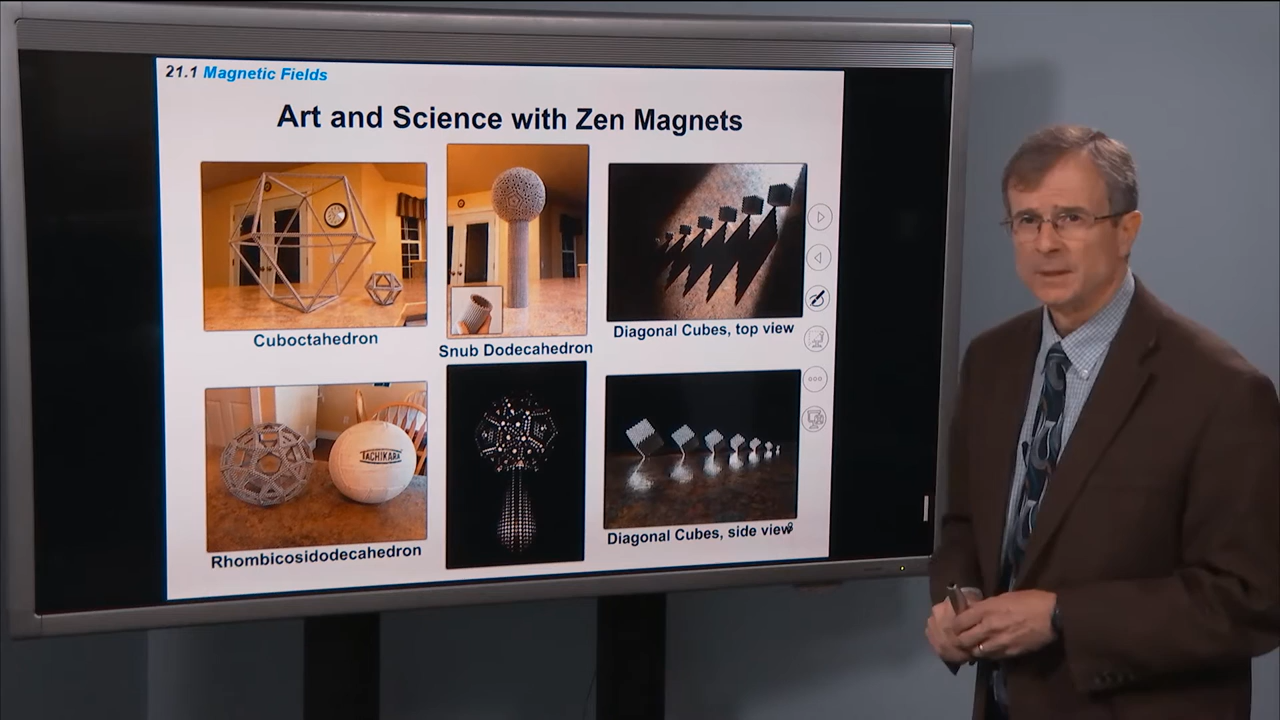 21.1 Magnetic Fields
Art and Science with Zen Magnets
Cuboctahedron
Snub Dodecahedron
Diagonal Cubes, top view
TACHIKARA
Rhombicosidodecahedron
Diagonal Cubes, side view